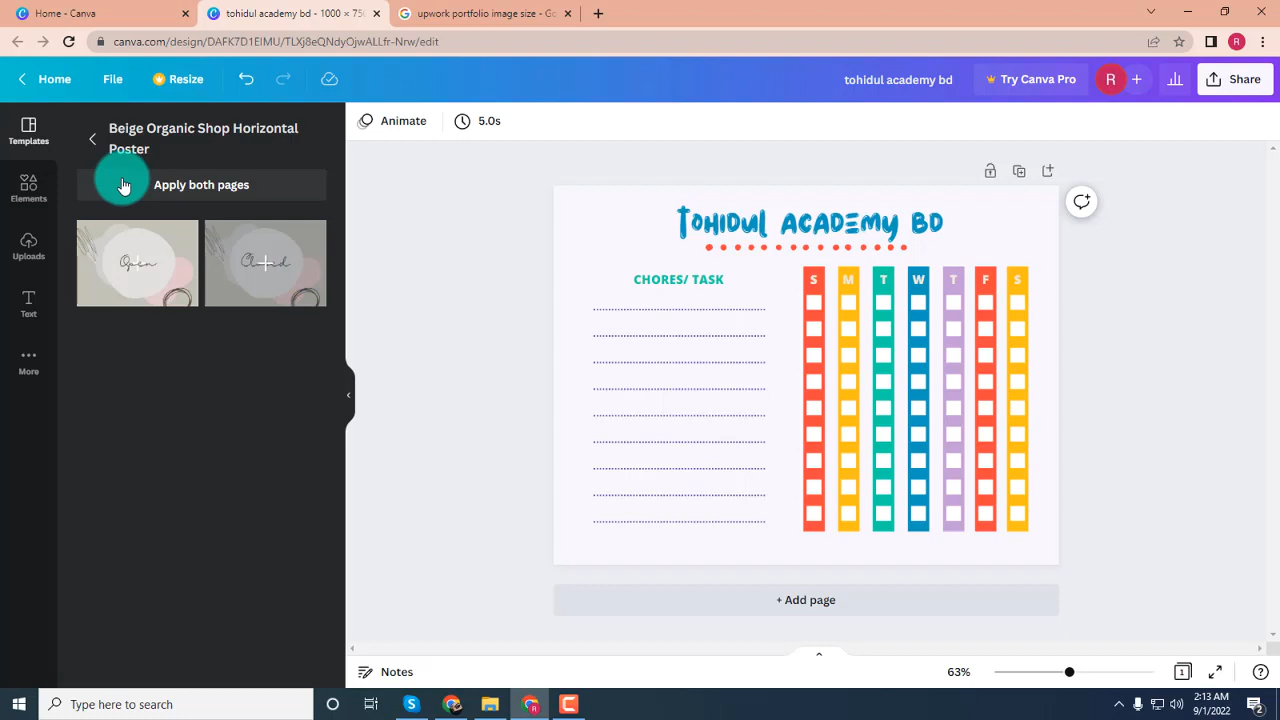 Home - Canva
tohidul academy bd - 1000 × 75
upwork portfolio image size - Go
canva.com/design/DAFK7D1EIMU/TLXj8eQNdyOjwALLfr-Nrw/edit
R
Home
File
Resize
tohidul academy bd
Try Canva Pro
R
Share
Templates
Elements
Uploads
Text
More
Beige Organic Shop Horizontal
Poster
Apply both pages
Open
Animate
5.0s
TOHIDUL ACADEMY BD
CHORES/ TASK
S M T W T F S
+ Add page
Notes
63%
1
Type here to search
2:13 AM
9/1/2022
2